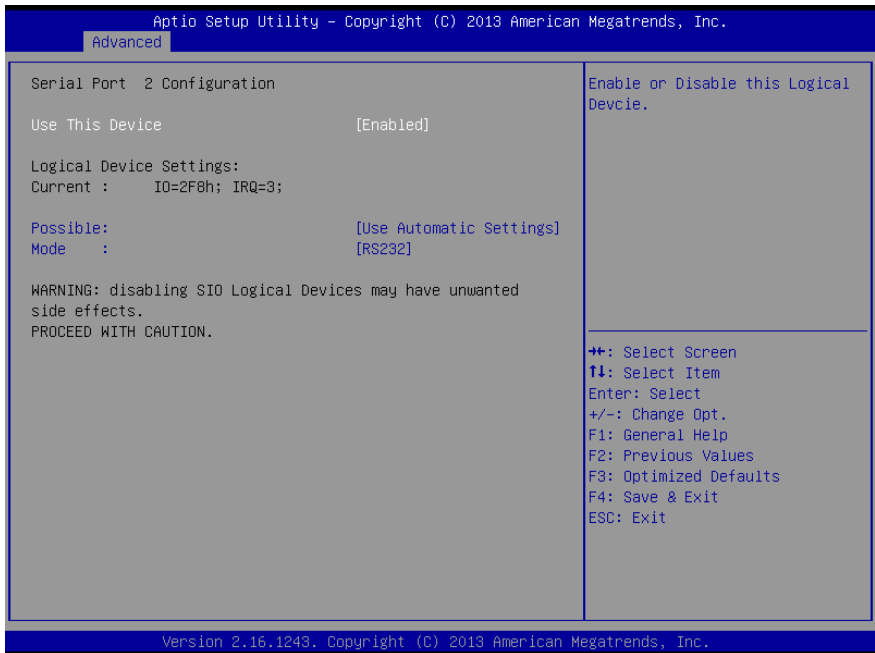 Aptio Setup Utility – Copyright (C) 2013 American Megatrends, Inc.
Advanced
Serial Port 2 Configuration
Use This Device [Enabled]
Logical Device Settings:
Current : IO=2F8h; IRQ=3;
Possible: [Use Automatic Settings]
Mode : [RS232]
WARNING: disabling SIO Logical Devices may have unwanted
side effects.
PROCEED WITH CAUTION.
Enable or Disable this Logical
Devcie.
→←: Select Screen
↑↓: Select Item
Enter: Select
+/-: Change Opt.
F1: General Help
F2: Previous Values
F3: Optimized Defaults
F4: Save & Exit
ESC: Exit
Version 2.16.1243. Copyright (C) 2013 American Megatrends, Inc.